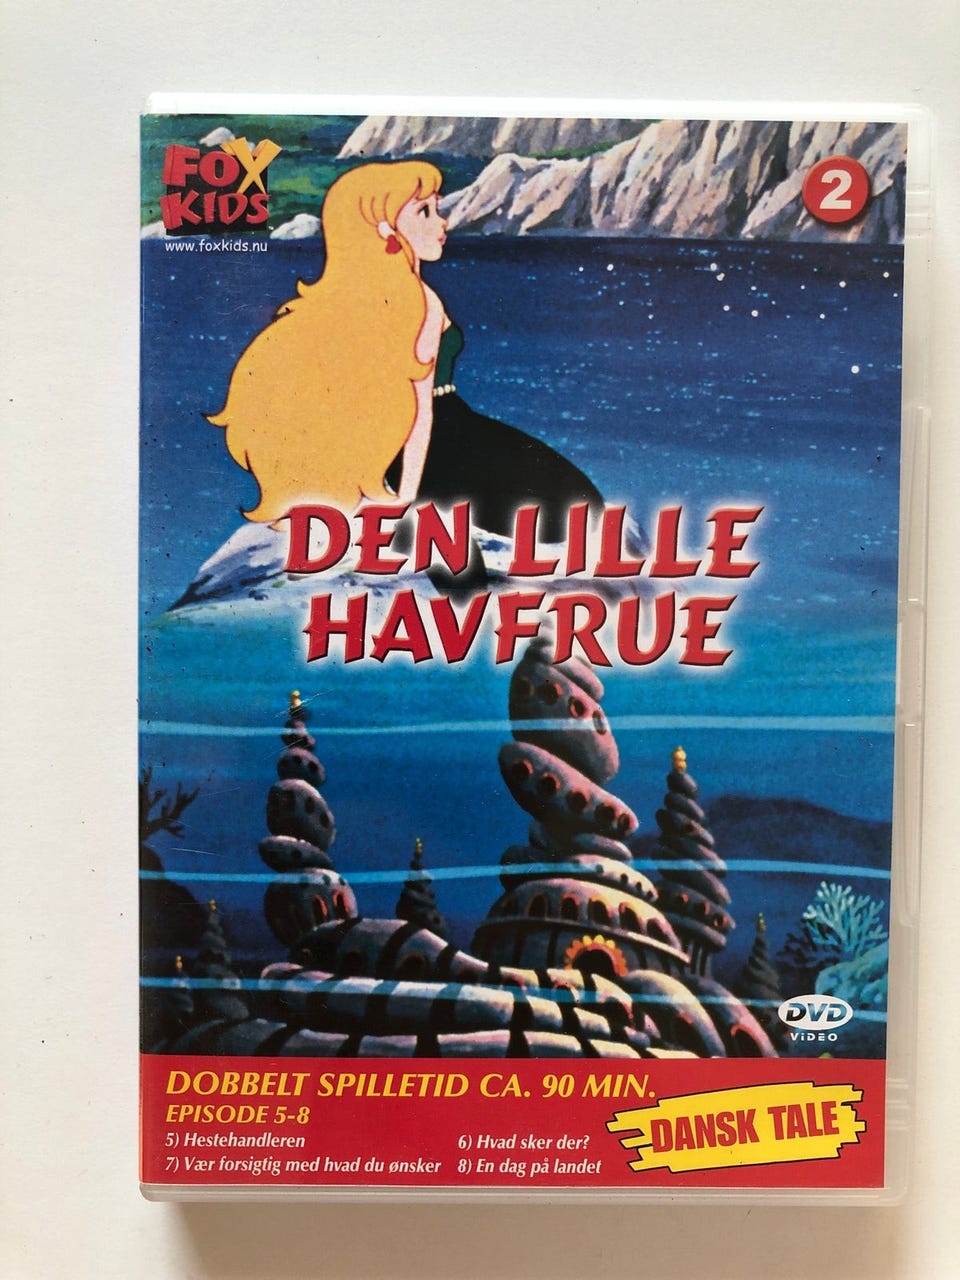 FOX
KIDS
www.foxkids.nu
2
DEN LILLE
HAVFRUE
DVD
VIDEO
DOBBELT SPILLETID CA. 90 MIN.
EPISODE 5-8
5) Hestehandleren
6) Hvad sker der?
7) Vær forsigtig med hvad du ønsker
8) En dag på landet
DANSK TALE